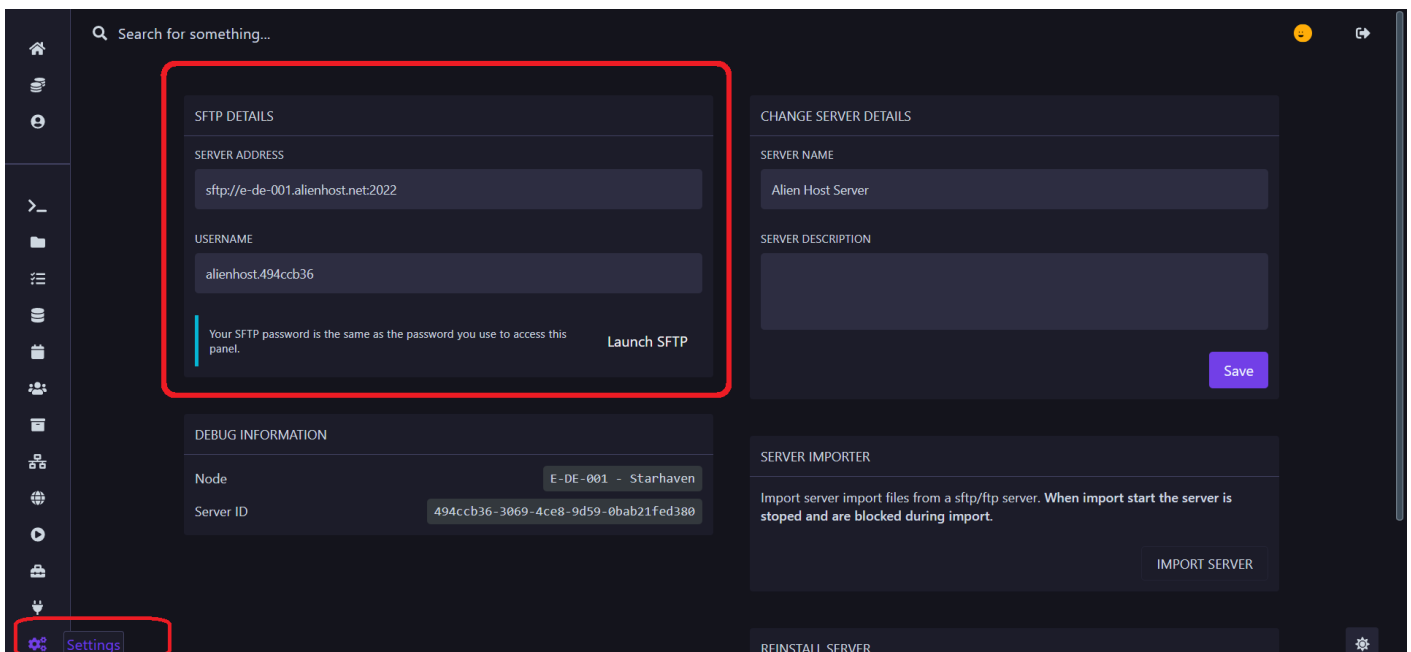 Search for something...
SFTP DETAILS
SERVER ADDRESS
sftp://e-de-001.alienhost.net:2022
USERNAME
alienhost.494ccb36
Your SFTP password is the same as the password you use to access this
panel.
Launch SFTP
DEBUG INFORMATION
Node
E-DE-001 - Starhaven
Server ID
494ccb36-3069-4ce8-9d59-0bab21fed380
CHANGE SERVER DETAILS
SERVER NAME
Alien Host Server
SERVER DESCRIPTION
Save
SERVER IMPORTER
Import server import files from a sftp/ftp server. When import start the server is
stoped and are blocked during import.
IMPORT SERVER
REINSTALL SERVER
Settings